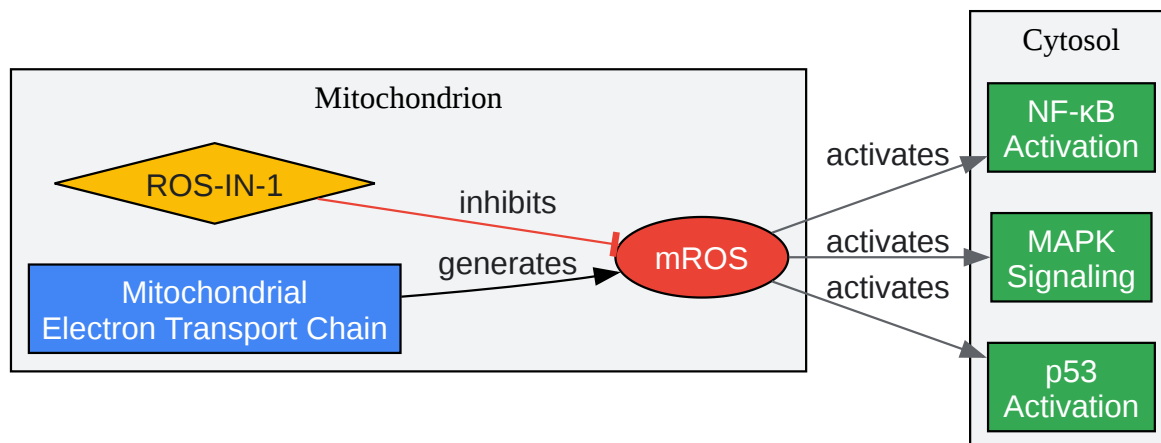 Mitochondrion
ROS-IN-1
inhibits
generates
Mitochondrial
Electron Transport Chain
mROS
activates
activates
activates
Cytosol
NF-κB
Activation
MAPK
Signaling
p53
Activation